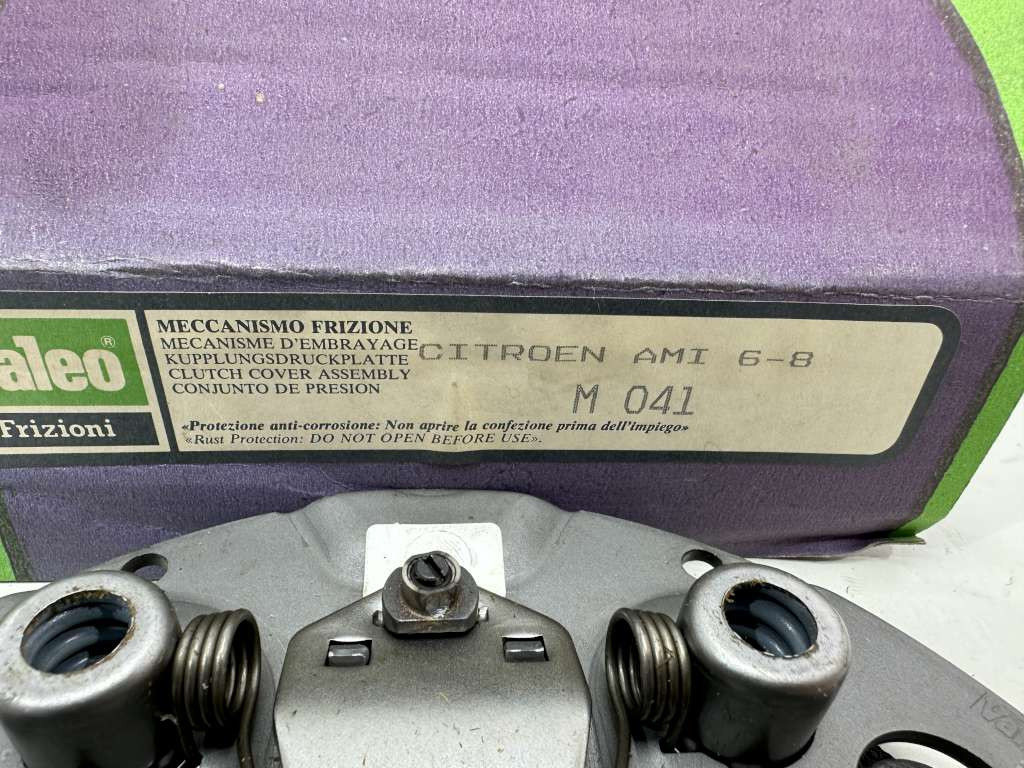 aleo®
Frizioni
MECCANISMO FRIZIONE
MECANISME D'EMBRAYAGE
KUPPLUNGSDRUCKPLATTE
CLUTCH COVER ASSEMBLY
CONJUNTO DE PRESION
CITROEN AMI 6-8
M 041
«Protezione anti-corrosione: Non aprire la confezione prima dell'impiego»
«Rust Protection: DO NOT OPEN BEFORE USE».